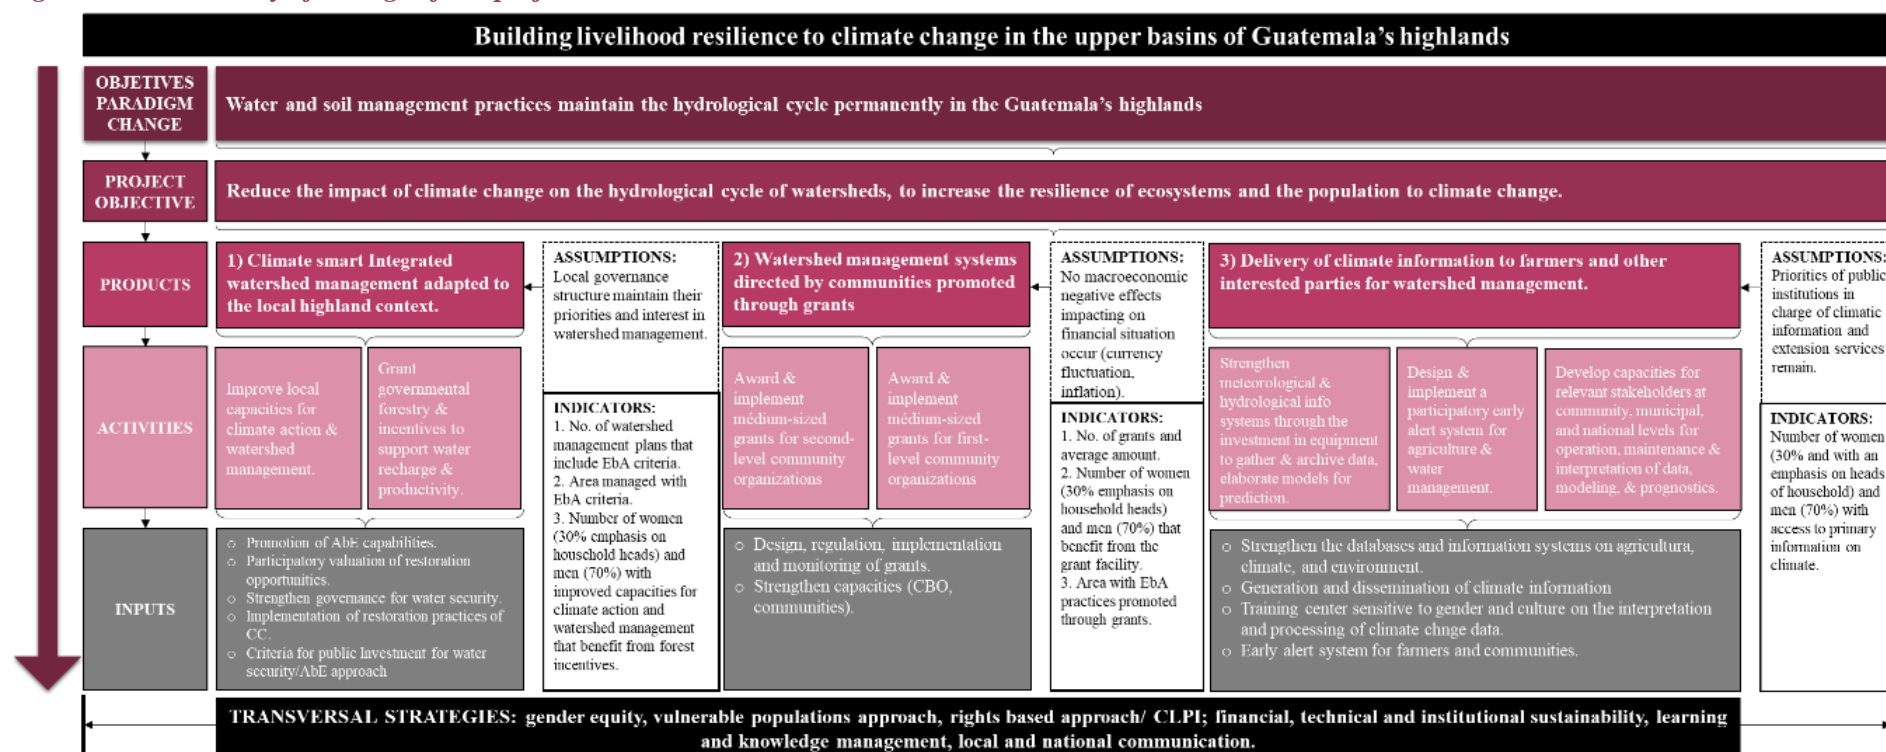 Building livelihood resilience to climate change in the upper basins of Guatemala's highlands
OBJETIVES
PARADIGM
CHANGE
Water and soil management practices maintain the hydrological cycle permanently in the Guatemala's highlands
PROJECT
OBJECTIVE
Reduce the impact of climate change on the hydrological cycle of watersheds, to increase the resilience of ecosystems and the population to climate change.
PRODUCTS
1) Climate smart Integrated
watershed management adapted to
the local highland context.
ASSUMPTIONS:
Local governance
structure maintain their
priorities and interest in
watershed management.
2) Watershed management systems
directed by communities promoted
through grants
ASSUMPTIONS:
No macroeconomic
negative effects
impacting on
financial situation
occur (currency
fluctuation,
inflation).
3) Delivery of climate information to farmers and other
interested parties for watershed management.
ASSUMPTIONS:
Priorities of public
institutions in
charge of climatic
information and
extension services
remain.
ACTIVITIES
Improve local
capacities for
climate action &
watershed
management.
Grant
governmental
forestry &
incentives to
support water
recharge &
productivity.
INDICATORS:
1. No. of watershed
management plans that
include EbA criteria.
2. Area managed with
EbA criteria.
3. Number of women
(30% emphasis on
household heads) and
men (70%) with
improved capacities for
climate action and
watershed management
that benefit from forest
incentives.
Award &
implement
médium-sized
grants for second-
level community
organizations
Award &
implement
médium-sized
grants for first-
level community
organizations
INDICATORS:
1. No. of grants and
average amount.
2. Number of women
(30% emphasis on
household heads)
and men (70%) that
benefit from the
grant facility.
3. Area with EbA
practices promoted
through grants.
Strengthen
meteorological &
hydrological info
systems through the
investment in equipment
to gather & archive data,
elaborate models for
prediction.
Design &
implement a
participatory early
alert system for
agriculture &
water
management.
Develop capacities for
relevant stakeholders at
community, municipal,
and national levels for
operation, maintenance &
interpretation of data,
modeling, & prognostics.
INDICATORS:
Number of women
(30% and with an
emphasis on heads
of household) and
men (70%) with
access to primary
information on
climate.
INPUTS
o Promotion of AbE capabilities.
o Participatory valuation of restoration
opportunities.
o Strengthen governance for water security.
o Implementation of restoration practices of
CC.
o Criteria for public Investment for water
security/AbE approach
o Design, regulation, implementation
and monitoring of grants.
o Strengthen capacities (CBO,
communities).
o Strengthen the databases and information systems on agricultura,
climate, and environment.
o Generation and dissemination of climate information
o Training center sensitive to gender and culture on the interpretation
and processing of climate chnge data.
o Early alert system for farmers and communities.
TRANSVERSAL STRATEGIES: gender equity, vulnerable populations approach, rights based approach/ CLPI; financial, technical and institutional sustainability, learning
and knowledge management, local and national communication.